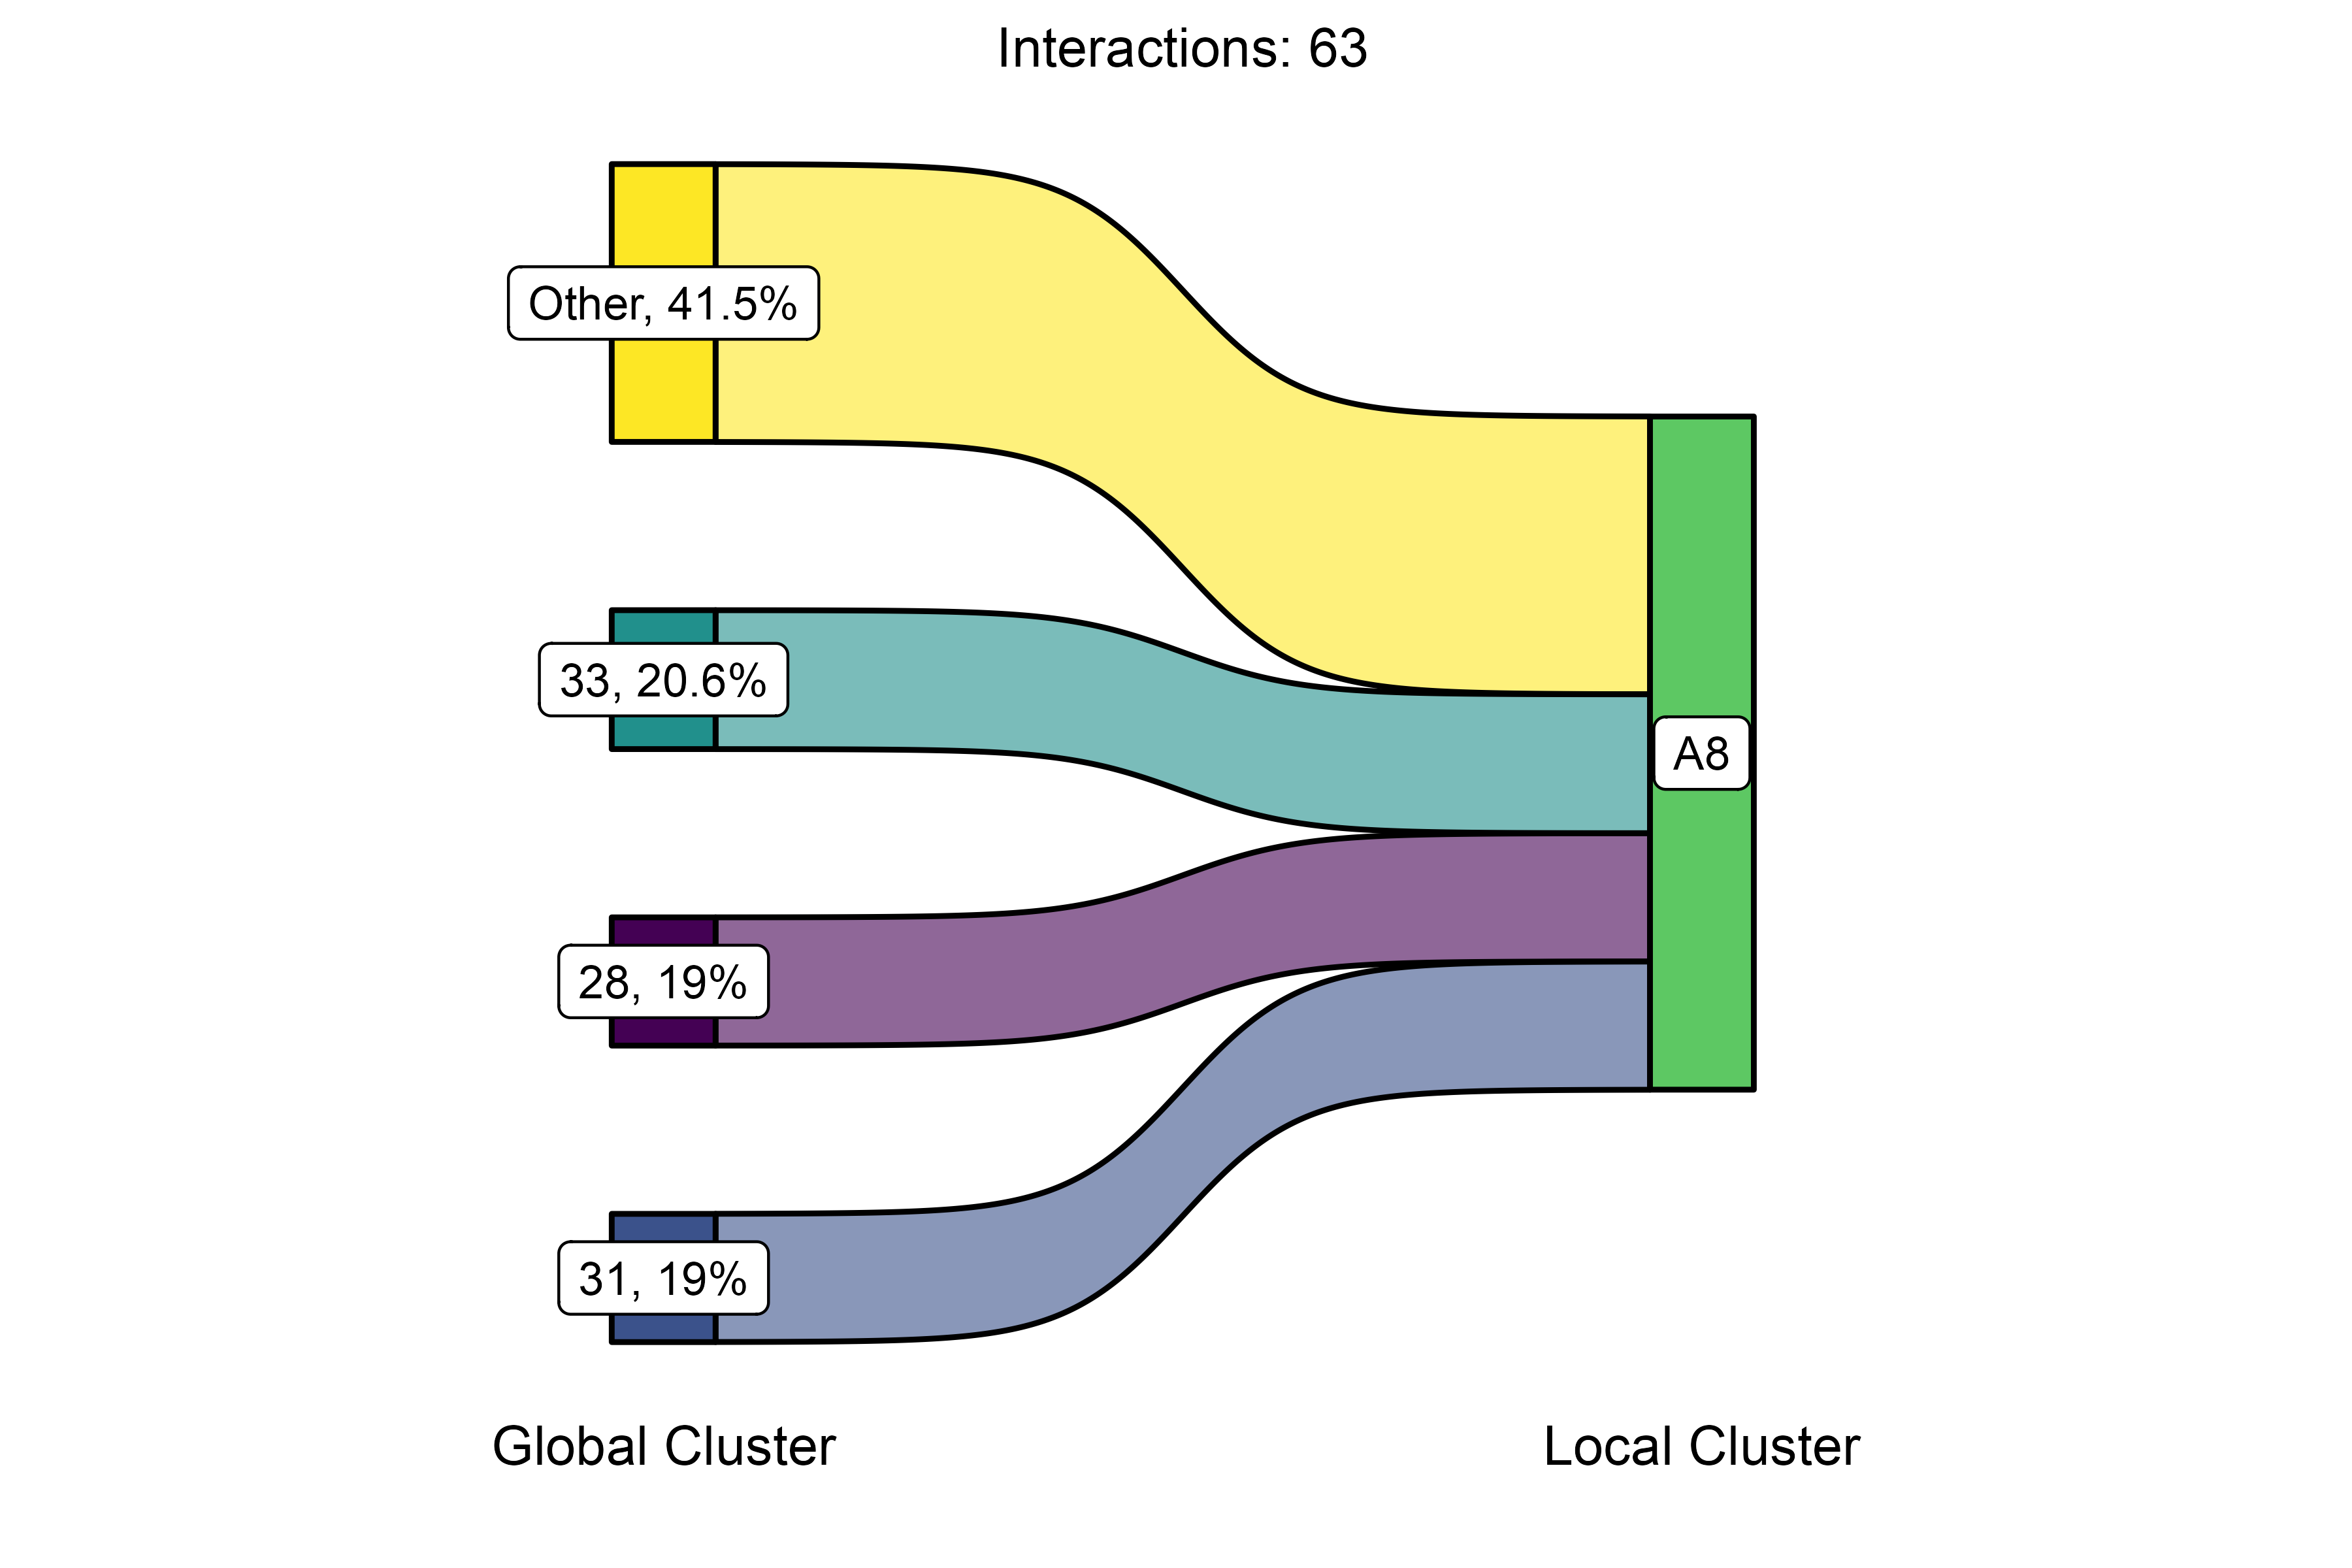 Interactions: 63
Other, 41.5%
33, 20.6%
A8
28, 19%
31, 19%
Global Cluster
Local Cluster